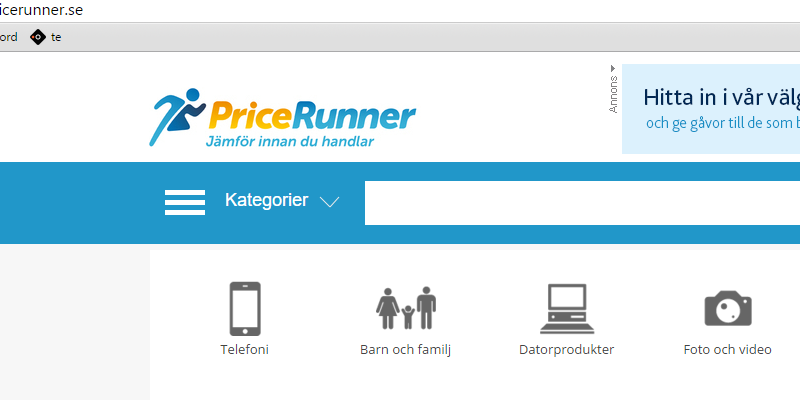 icerunner.se
ord te
Annons
PriceRunner
Jämför innan du handlar
Hitta in i vår
och ge gåvor till de som
Kategorier
Telefoni Barn och familj Datorprodukter Foto och video